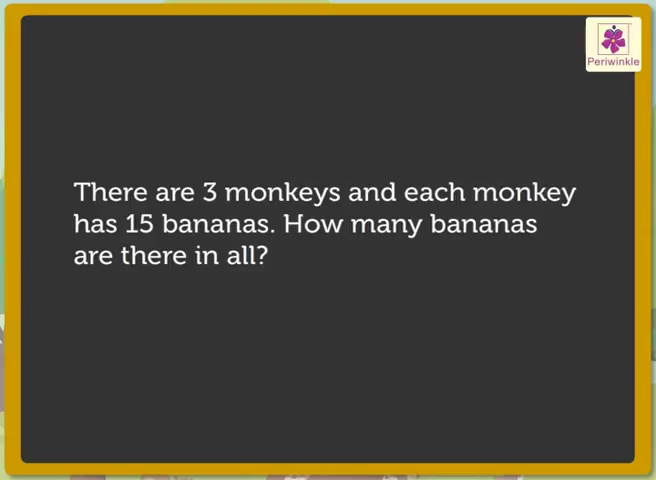 Periwinkle
There are 3 monkeys and each monkey
has 15 bananas. How many bananas
are there in all?